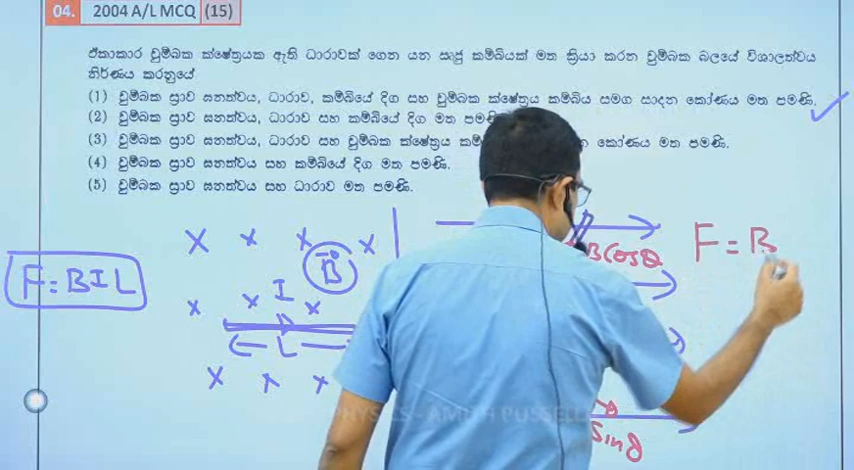 04. 2004 A/L MCQ (15)
ඒකාකාර චුම්බක ක්ෂේත්‍රයක ඇති ධාරාවක් ගෙන යන ඍජු කම්බියක් මත ක්‍රියා කරන චුම්බක බලයේ විශාලත්වය
නිර්ණය කරනුයේ
(1) චුම්බක ස්‍රාව ඝනත්වය, ධාරාව, කම්බියේ දිග සහ චුම්බක ක්ෂේත්‍රය කම්බිය සමග සාදන කෝණය මත පමණි.
(2) චුම්බක ස්‍රාව ඝනත්වය, ධාරාව සහ කම්බියේ දිග මත පමණි.
(3) චුම්බක ස්‍රාව ඝනත්වය, ධාරාව සහ චුම්බක ක්ෂේත්‍රය කෝණය මත පමණි.
(4) චුම්බක ස්‍රාව ඝනත්වය සහ කම්බියේ දිග මත පමණි.
(5) චුම්බක ස්‍රාව ඝනත්වය සහ ධාරාව මත පමණි.
F = BIL
B
I
L
BCosθ
F = B
Sinθ
PHYSICS -